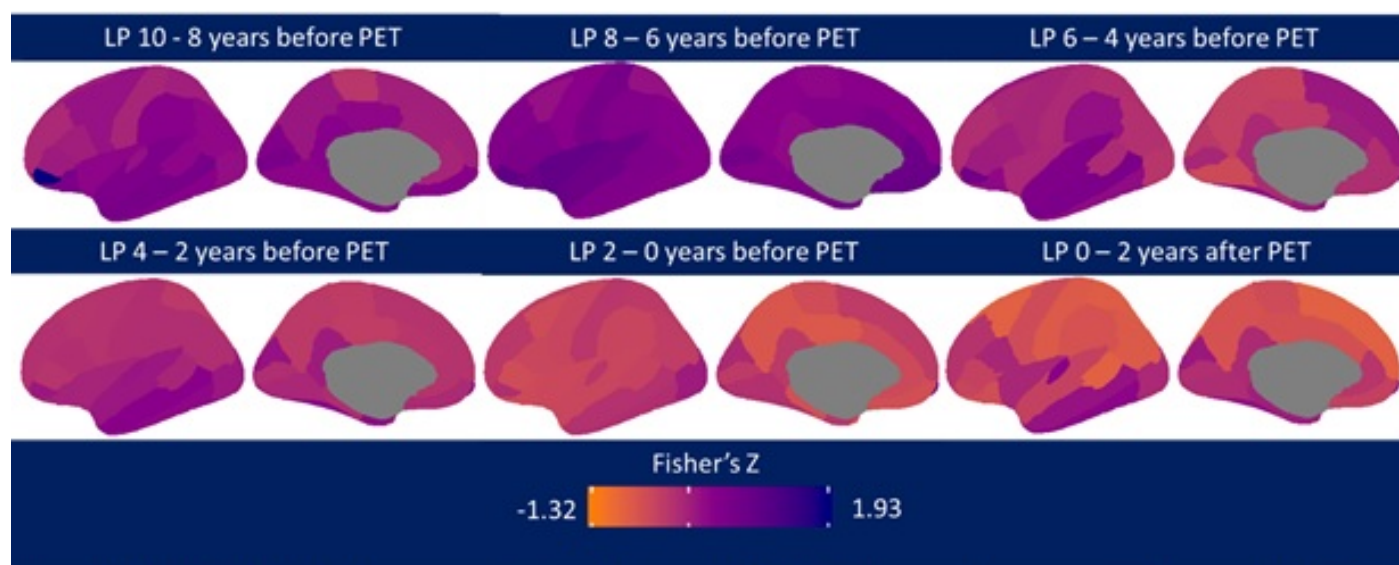 LP 10 - 8 years before PET
LP 8 – 6 years before PET
LP 6 – 4 years before PET
LP 4 – 2 years before PET
LP 2 – 0 years before PET
LP 0 – 2 years after PET
Fisher's Z
-1.32
1.93